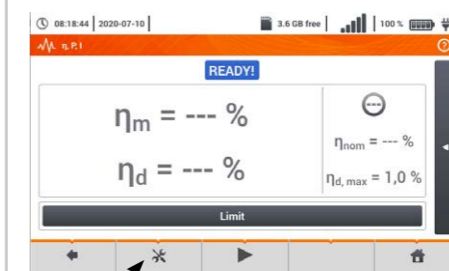 08:18:44 2020-07-10 3.6 GB free 100 %
η, P, I
READY!
ηm = --- %
ηd = --- %
---
ηnom = --- %
ηd, max = 1,0 %
Limit